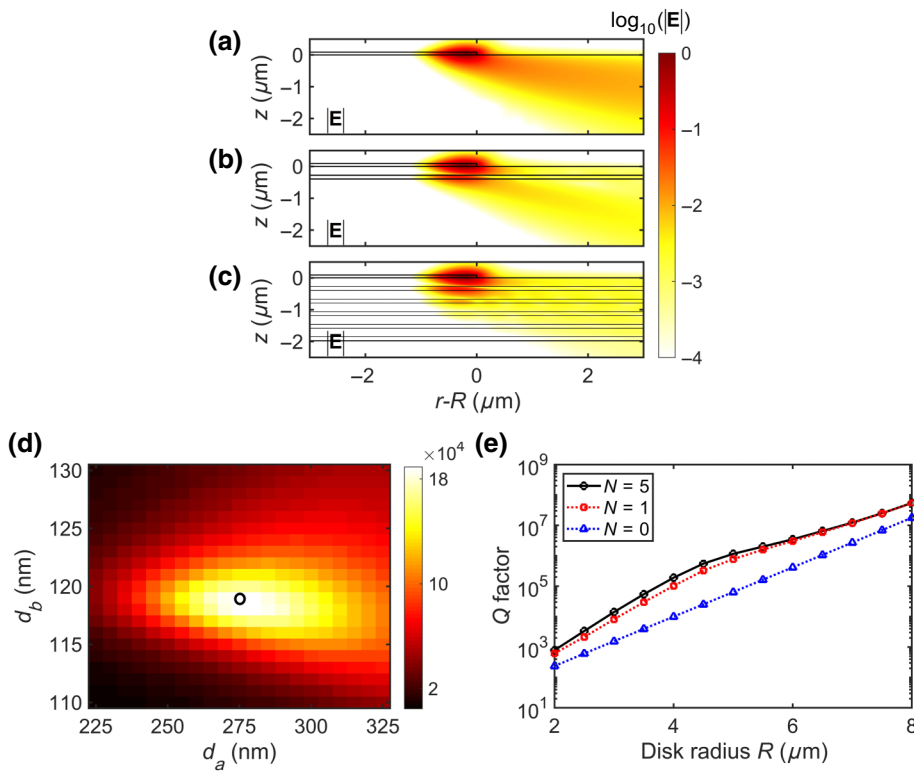 log10(|E|)
(a)
0
−1
−2
z (μm)
|E|
(b)
0
−1
−2
z (μm)
|E|
(c)
0
−1
−2
z (μm)
|E|
−2
0
2
r-R (μm)
0
−1
−2
−3
−4
(d)
130
125
120
115
110
d_b (nm)
225
250
275
300
325
d_a (nm)
×10^4
18
10
2
(e)
10^9
10^7
10^5
10^3
10^1
Q factor
N = 5
N = 1
N = 0
2
4
6
8
Disk radius R (μm)